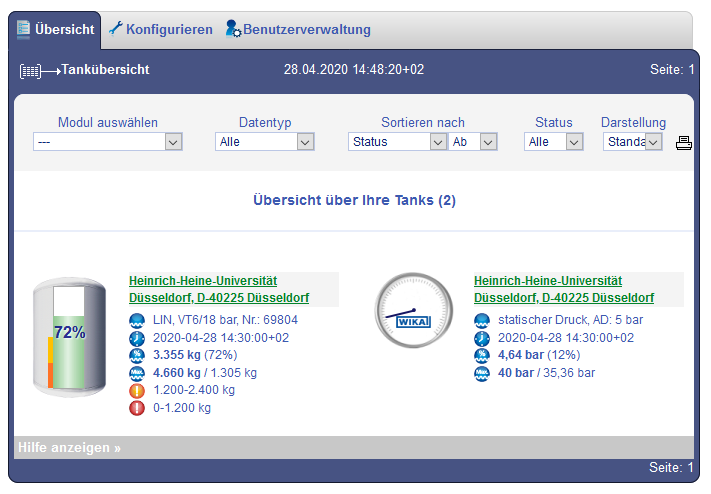 Übersicht Konfigurieren Benutzerverwaltung
Tankübersicht 28.04.2020 14:48:20+02 Seite: 1
Modul auswählen Datentyp Sortieren nach Status Darstellung
--- Alle Status Ab Alle Standa
Übersicht über Ihre Tanks (2)
72%
Heinrich-Heine-Universität
Düsseldorf, D-40225 Düsseldorf
LIN, VT6/18 bar, Nr.: 69804
2020-04-28 14:30:00+02
% 3.355 kg (72%)
Max. 4.660 kg / 1.305 kg
! 1.200-2.400 kg
! 0-1.200 kg
WIKAI
Heinrich-Heine-Universität
Düsseldorf, D-40225 Düsseldorf
statischer Druck, AD: 5 bar
2020-04-28 14:30:00+02
% 4,64 bar (12%)
Max. 40 bar / 35,36 bar
Hilfe anzeigen »
Seite: 1